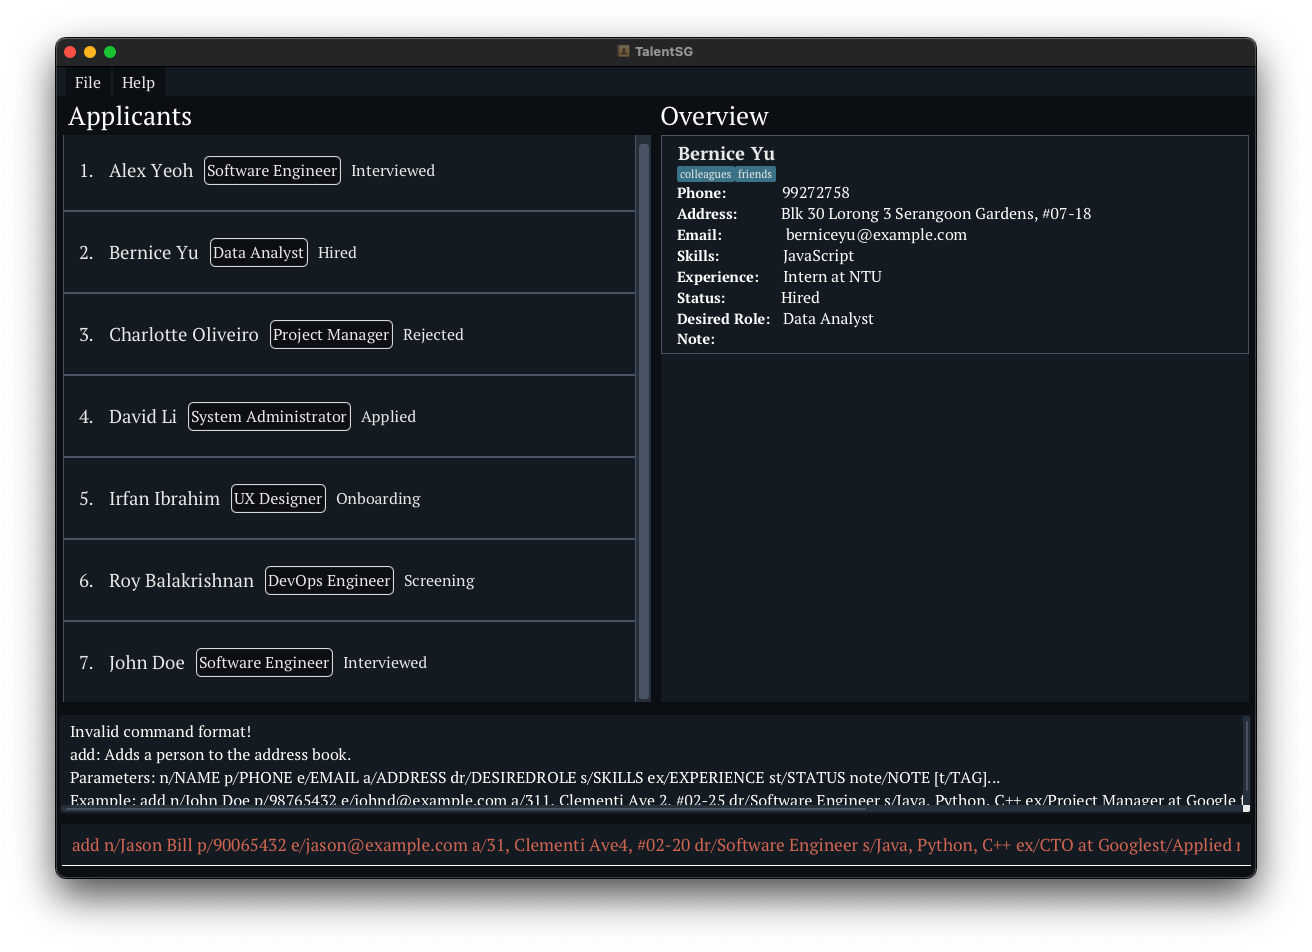 TalentSG
File Help
Applicants
1. Alex Yeoh Software Engineer Interviewed
2. Bernice Yu Data Analyst Hired
3. Charlotte Oliveiro Project Manager Rejected
4. David Li System Administrator Applied
5. Irfan Ibrahim UX Designer Onboarding
6. Roy Balakrishnan DevOps Engineer Screening
7. John Doe Software Engineer Interviewed
Overview
Bernice Yu
colleagues friends
Phone: 99272758
Address: Blk 30 Lorong 3 Serangoon Gardens, #07-18
Email: berniceyu@example.com
Skills: JavaScript
Experience: Intern at NTU
Status: Hired
Desired Role: Data Analyst
Note:
Invalid command format!
add: Adds a person to the address book.
Parameters: n/NAME p/PHONE e/EMAIL a/ADDRESS dr/DESIREDROLE s/SKILLS ex/EXPERIENCE st/STATUS note/NOTE [t/TAG]...
Example: add n/John Doe p/98765432 e/johnd@example.com a/311, Clementi Ave 2, #02-25 dr/Software Engineer s/Java, Python, C++ ex/Project Manager at Google
add n/Jason Bill p/90065432 e/jason@example.com a/31, Clementi Ave4, #02-20 dr/Software Engineer s/Java, Python, C++ ex/CTO at Googlest/Applied